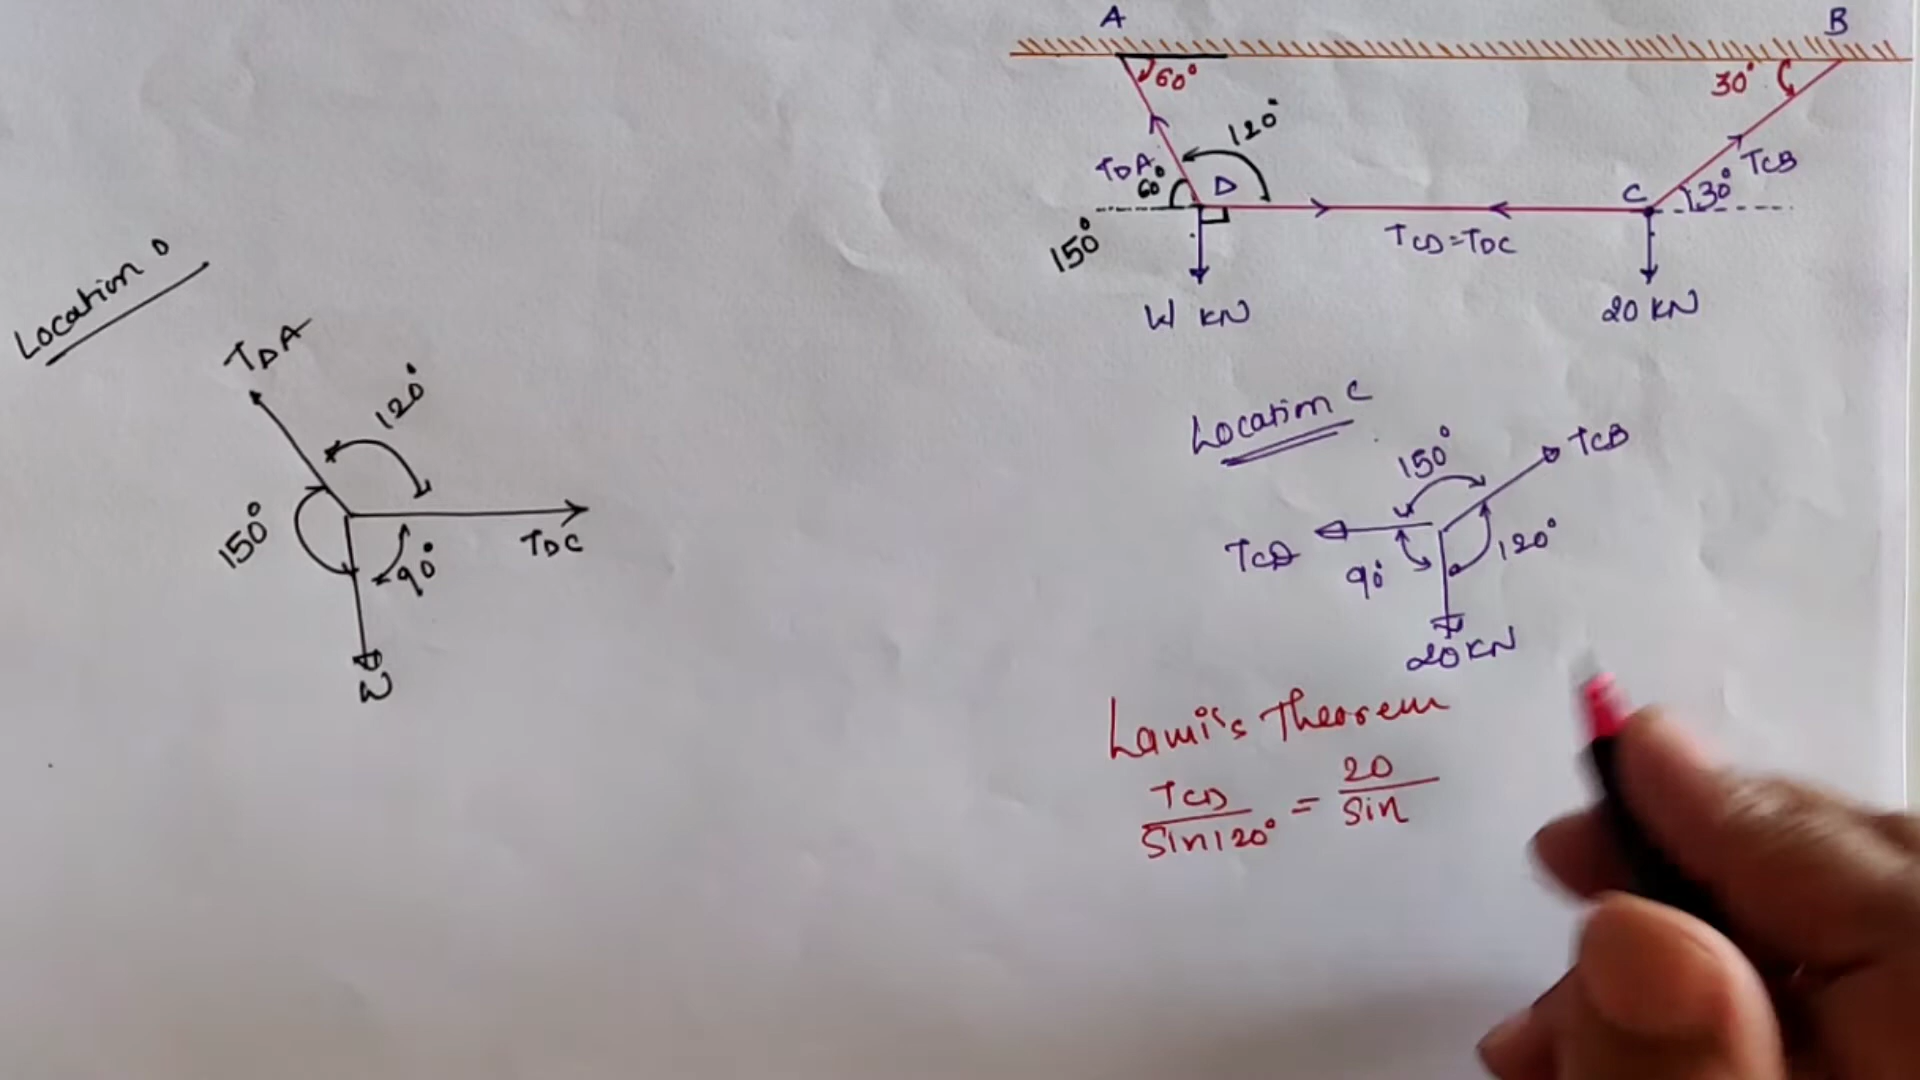 A
B
60°
30°
120°
TDA
60°
D
C
30°
TCB
150°
TCD=TDC
W KN
20 KN
Location D
TDA
120°
150°
90°
TDC
W
Location C
150°
TCB
TCD
90°
120°
20 KN
Lami's Theorem
TCD
Sin120°
=
20
Sin